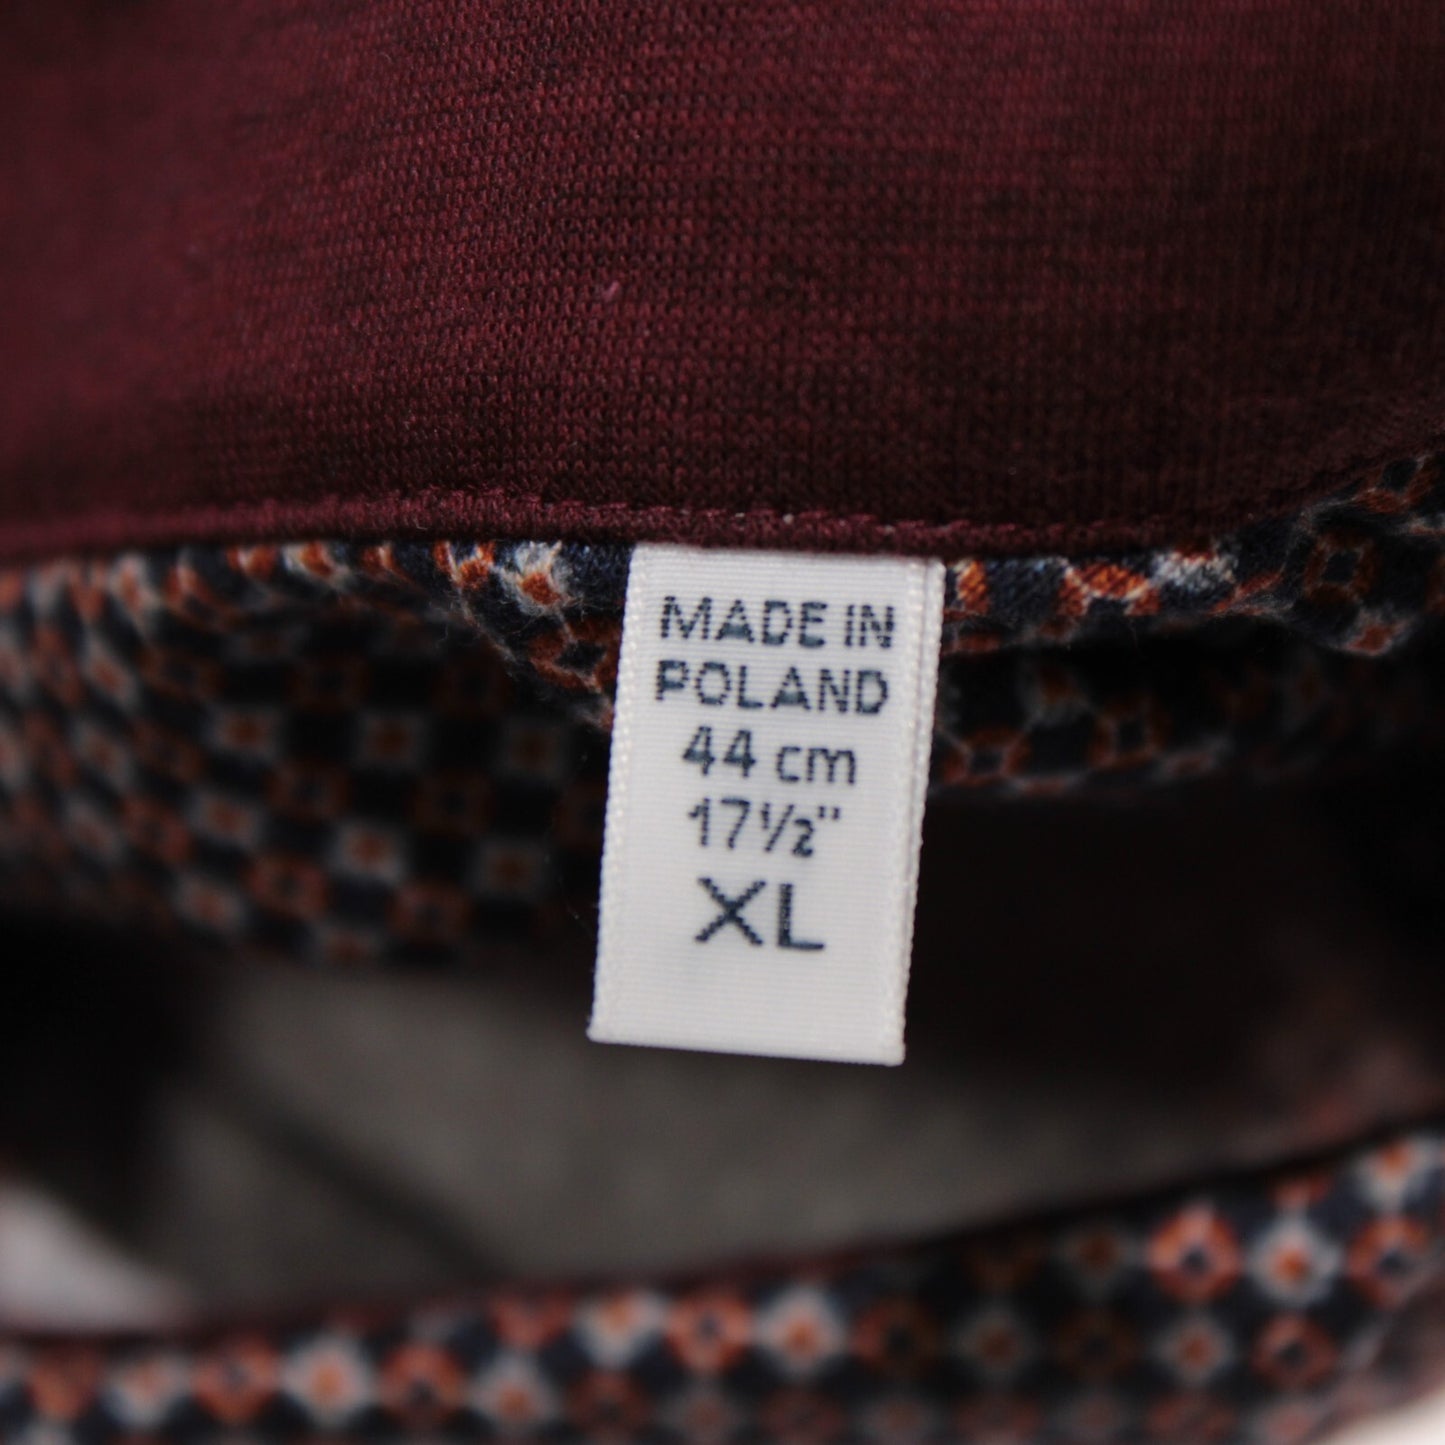 MADE IN
POLAND
44 cm
17½"
XL